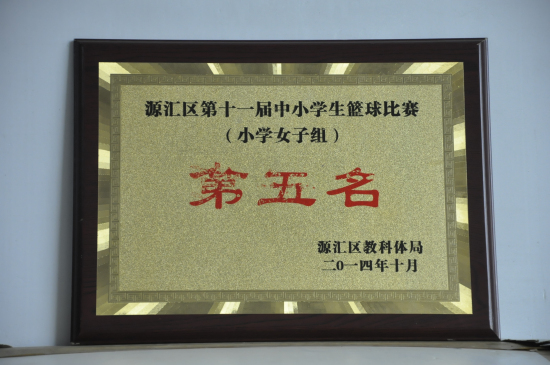 源汇区第十一届中小学生篮球比赛
（小学女子组）
第五名
源汇区教科体局
二0一四年十月